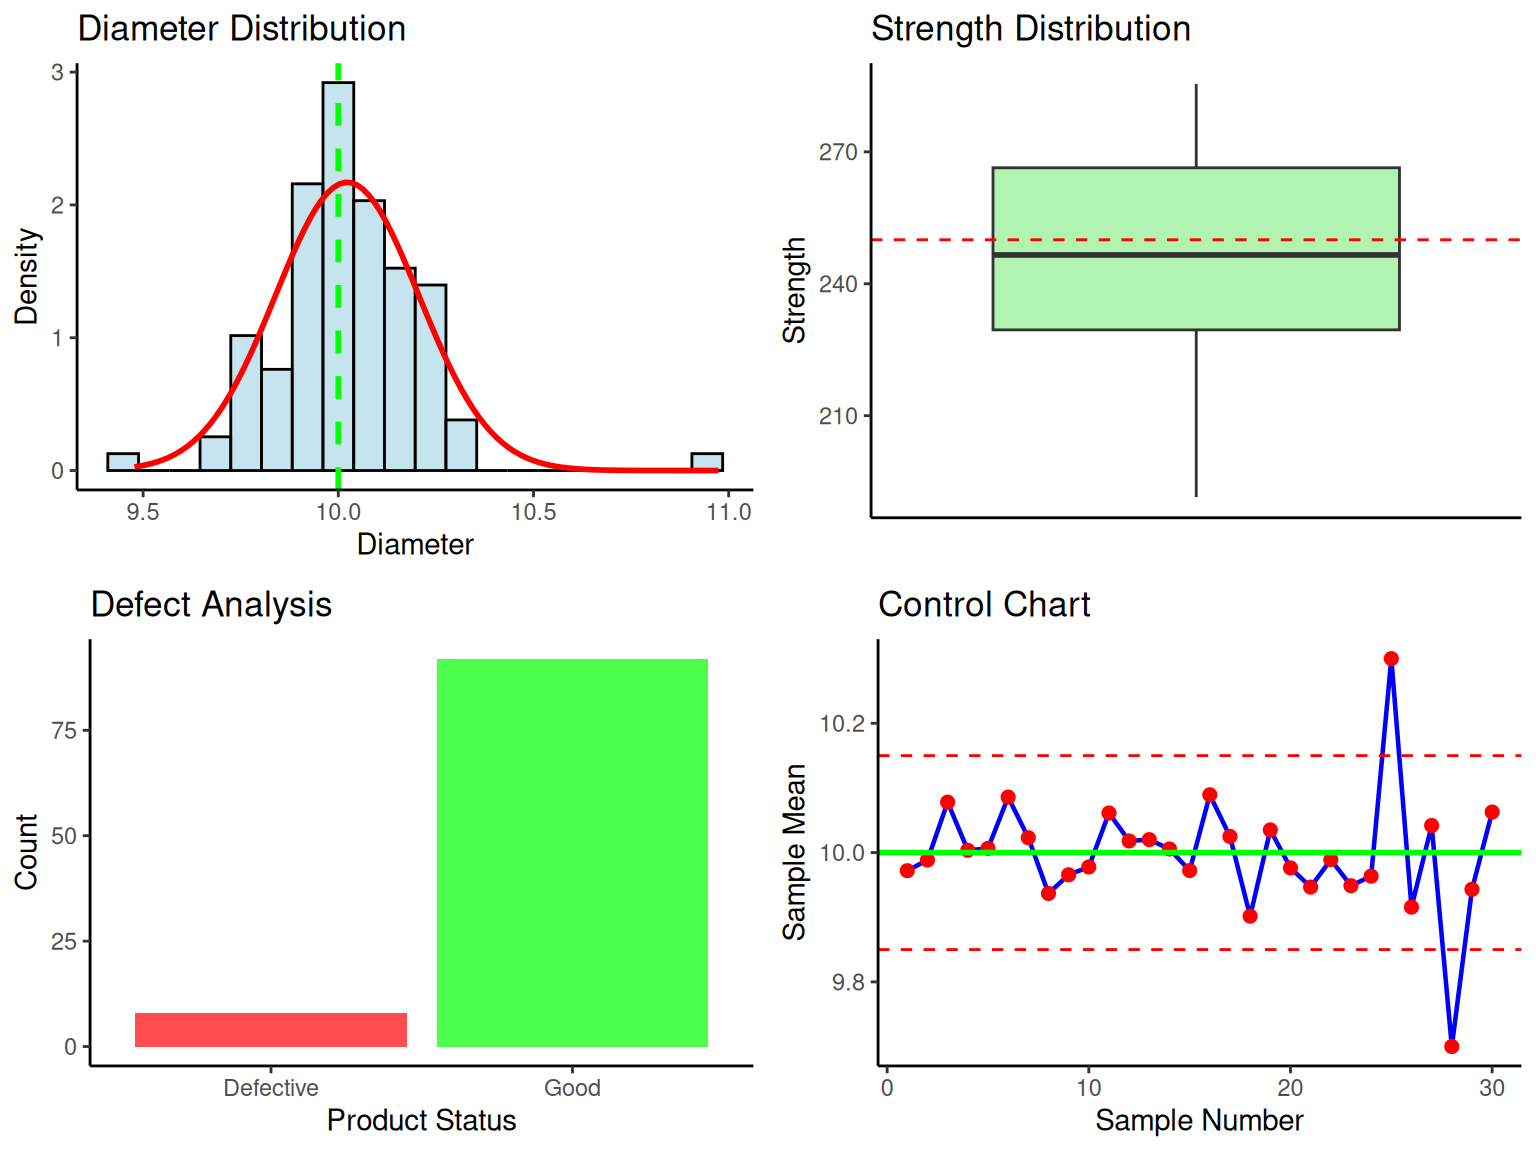 Diameter Distribution
3
2
1
0
Density
9.5 10.0 10.5 11.0
Diameter
Strength Distribution
270
240
210
Strength
Defect Analysis
75
50
25
0
Count
Defective Good
Product Status
Control Chart
10.2
10.0
9.8
Sample Mean
0 10 20 30
Sample Number